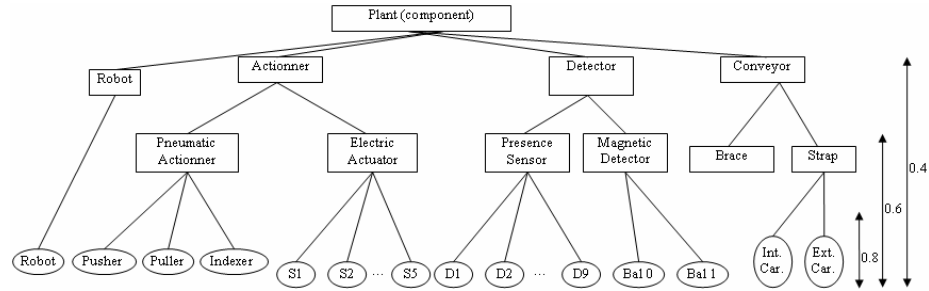 Plant (component)
Robot
Actionner
Detector
Conveyor
Pneumatic
Actionner
Electric
Actuator
Presence
Sensor
Magnetic
Detector
Brace
Strap
0.4
0.6
0.8
Robot
Pusher
Puller
Indexer
S1
S2
...
S5
D1
D2
...
D9
Bal 0
Bal 1
Int.
Car.
Ext.
Car.